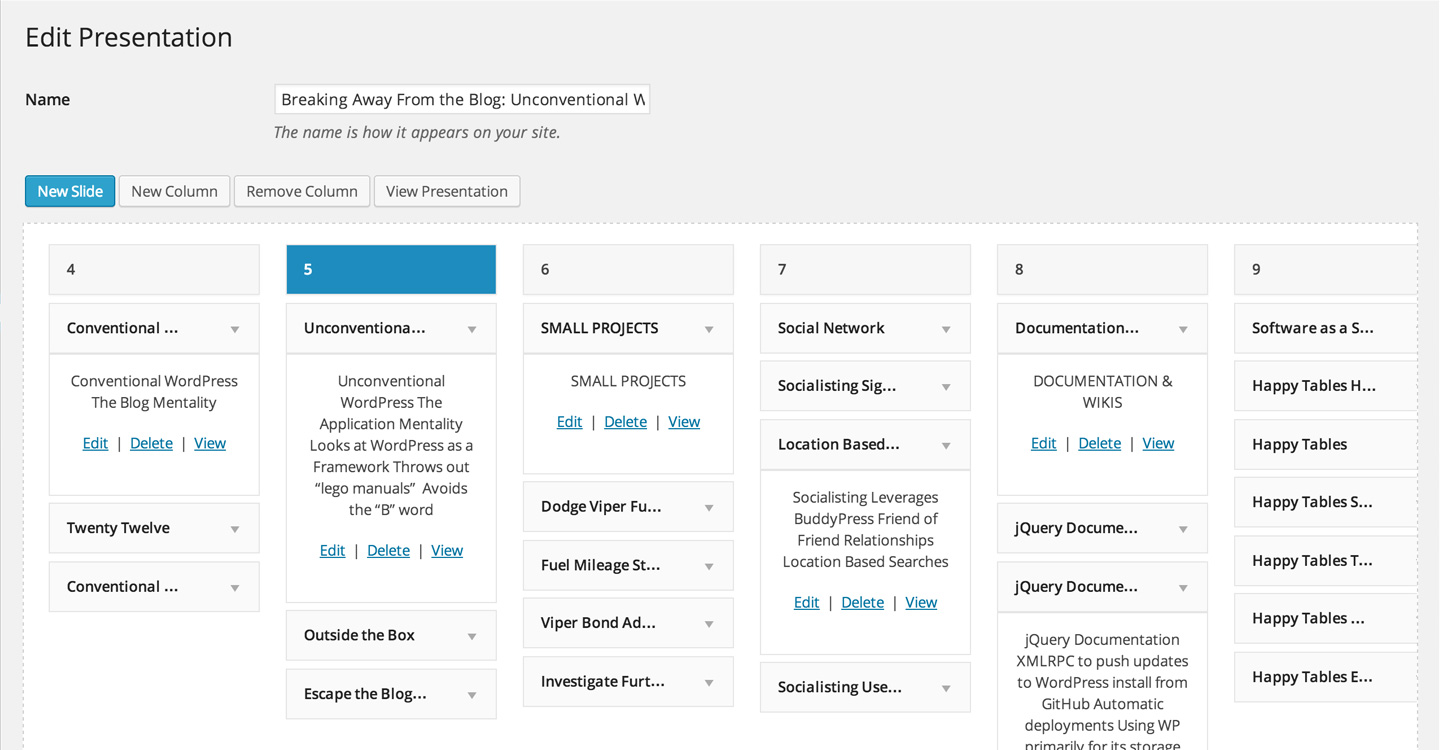 Edit Presentation
Name
Breaking Away From the Blog: Unconventional W
The name is how it appears on your site.
New Slide
New Column
Remove Column
View Presentation
4
Conventional ...
Conventional WordPress
The Blog Mentality
Edit | Delete | View
Twenty Twelve
Conventional ...
5
Unconventiona...
Unconventional
WordPress The
Application Mentality
Looks at WordPress as a
Framework Throws out
“lego manuals”  Avoids
the “B” word
Edit | Delete | View
Outside the Box
Escape the Blog...
6
SMALL PROJECTS
SMALL PROJECTS
Edit | Delete | View
Dodge Viper Fu...
Fuel Mileage St...
Viper Bond Ad...
Investigate Furt...
7
Social Network
Socialisting Sig...
Location Based...
Socialisting Leverages
BuddyPress Friend of
Friend Relationships
Location Based Searches
Edit | Delete | View
Socialisting Use...
8
Documentation...
DOCUMENTATION &
WIKIS
Edit | Delete | View
jQuery Docume...
jQuery Docume...
jQuery Documentation
XMLRPC to push updates
to WordPress install from
GitHub Automatic
deployments Using WP
primarily for its storage
9
Software as a S...
Happy Tables H...
Happy Tables
Happy Tables S...
Happy Tables T...
Happy Tables ...
Happy Tables E...